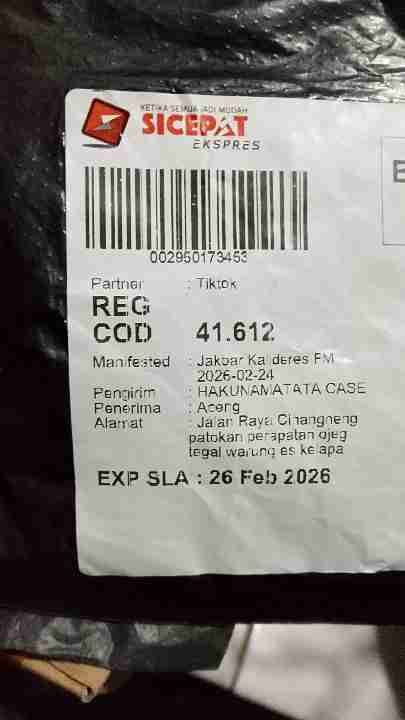 KETIKA SEMUA JADI MUDAH
SICEPAT
EKSPRES
002950173453
Partner : Tiktok
REG
COD 41.612
Manifested : Jakbar Kalideres FM
2026-02-24
Pengirim : HAKUNAMATATA CASE
Penerima : Aceng
Alamat : Jalan Raya Cihangneng
patokan perapatan ojeg
tegal warung es kelapa
EXP SLA : 26 Feb 2026